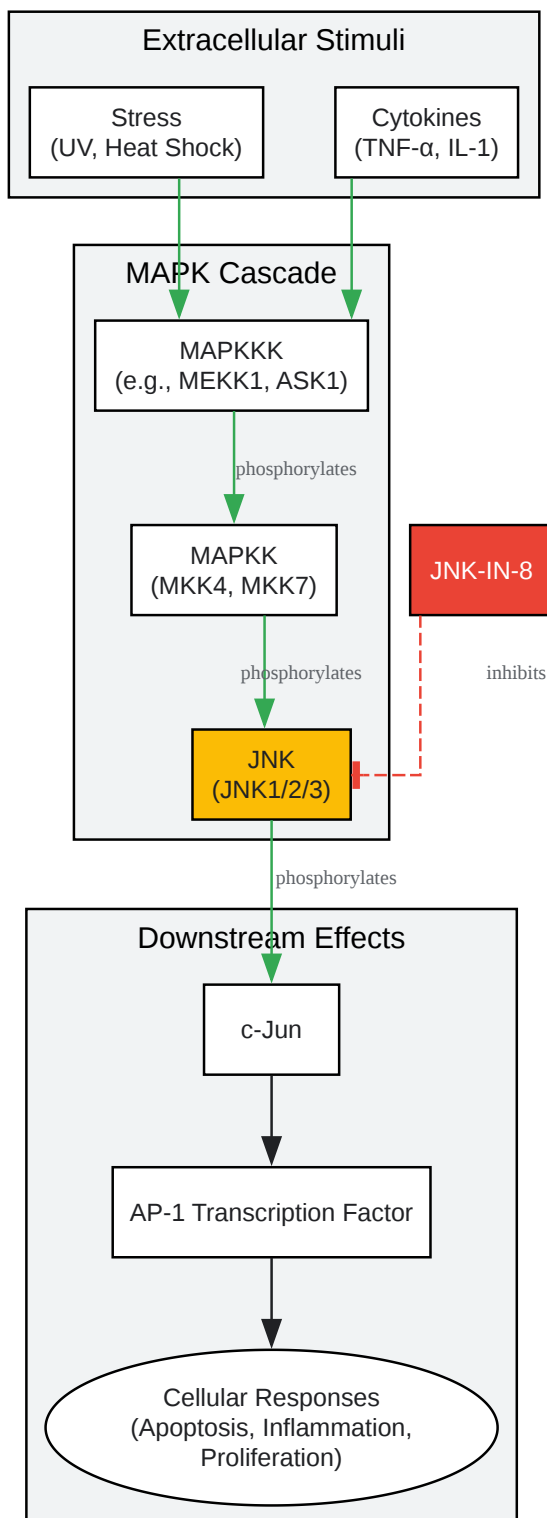 Extracellular Stimuli
Stress
(UV, Heat Shock)
Cytokines
(TNF-α, IL-1)
MAPK Cascade
MAPKKK
(e.g., MEKK1, ASK1)
phosphorylates
MAPKK
(MKK4, MKK7)
JNK-IN-8
phosphorylates
inhibits
JNK
(JNK1/2/3)
phosphorylates
Downstream Effects
c-Jun
AP-1 Transcription Factor
Cellular Responses
(Apoptosis, Inflammation,
Proliferation)